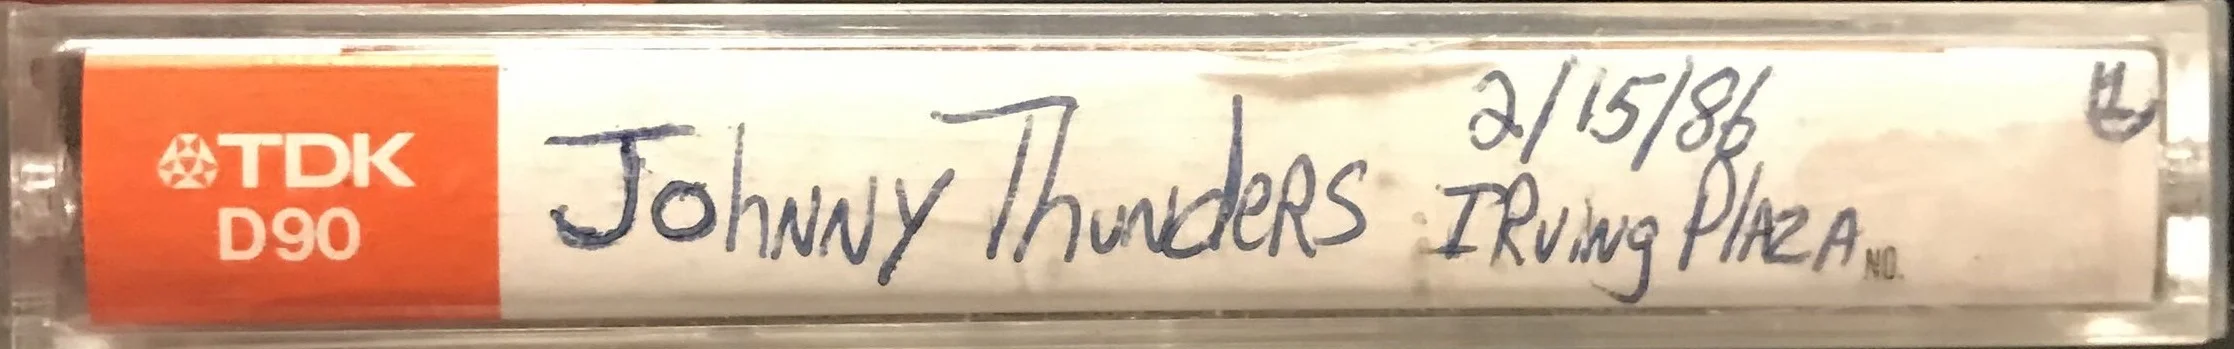 TDK
D90
Johnny Thunders
2/15/86
Irving Plaza
NO.